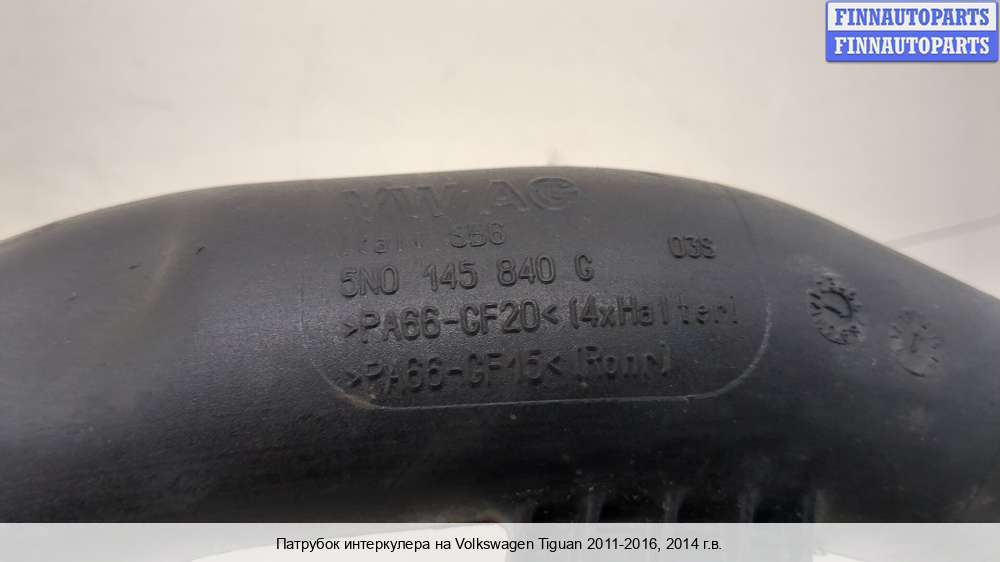 FINNAUTOPARTS
FINNAUTOPARTS
VW AG
SB6
5N0 145 840 G 03S
>PA66-GF20< (4xHalter)
>PA66-GF15< (Rohr)
Патрубок интеркулера на Volkswagen Tiguan 2011-2016, 2014 г.в.